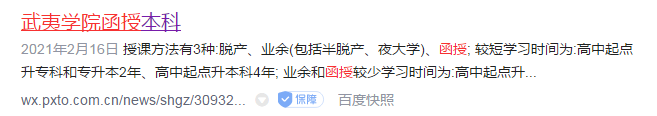 武夷学院函授本科
2021年2月16日 授课方法有3种:脱产、业余(包括半脱产、夜大学)、函授; 较短学习时间为:高中起点
升专科和专升本2年、高中起点升本科4年; 业余和函授较少学习时间为:高中起点升...
wx.pxto.com.cn/news/shgz/30932... 保障 百度快照